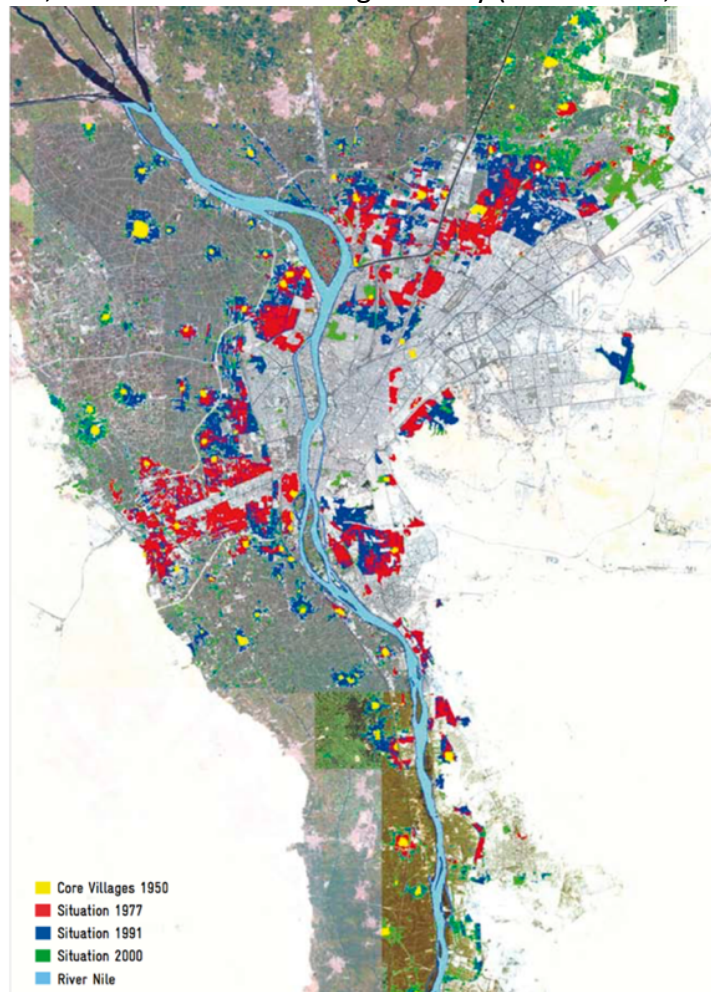 Core Villages 1950
Situation 1977
Situation 1991
Situation 2000
River Nile